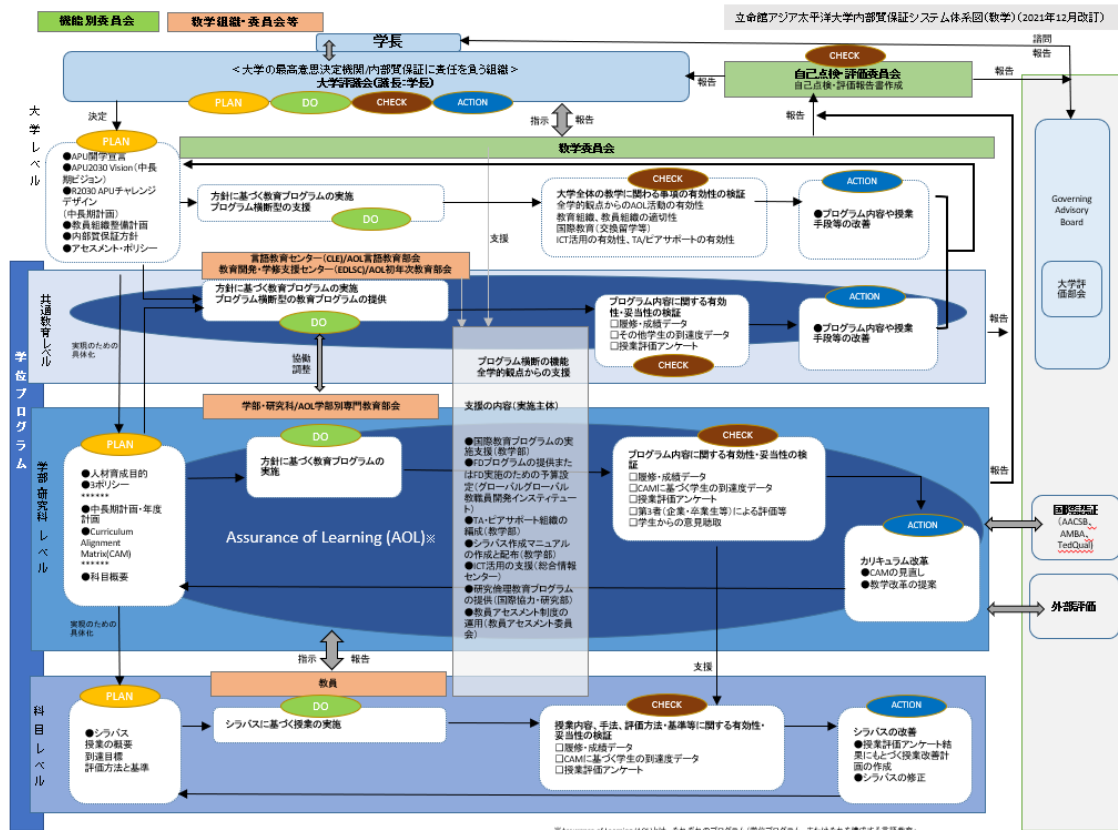 機能別委員会
教学組織・委員会等
立命館アジア太平洋大学内部質保証システム体系図(教学)(2021年12月改訂)
学長
諮問
報告
<大学の最高意思決定機関/内部質保証に責任を負う組織>
大学評議会(議長:学長)
PLAN
DO
CHECK
ACTION
報告
CHECK
自己点検・評価委員会
自己点検・評価報告書作成
報告
大学レベル
決定
指示
報告
報告
教学委員会
PLAN
●APU開学宣言
●APU2030 Vision(中長
期ビジョン)
●R2030 APUチャレンジ
デザイン
(中長期計画)
●教員組織整備計画
●内部質保証方針
●アセスメント・ポリシー
方針に基づく教育プログラムの実施
プログラム横断型の支援
DO
支援
CHECK
大学全体の教学に関わる事項の有効性の検証
全学的観点からのAOL活動の有効性
教育組織、教員組織の適切性
国際教育(交換留学等)
ICT活用の有効性、TA/ピアサポートの有効性
ACTION
●プログラム内容や授業
手段等の改善
Governing
Advisory
Board
大学評
価部会
学位プログラム
共通教育レベル
言語教育センター(CLE)/AOL言語教育部会
教育開発・学修支援センター(EDLSC)/AOL初年次教育部会
方針に基づく教育プログラムの実施
プログラム横断型の教育プログラムの提供
DO
プログラム内容に関する有効
性・妥当性の検証
□履修・成績データ
□その他学生の到達度データ
□授業評価アンケート
CHECK
ACTION
●プログラム内容や授業
手段等の改善
報告
実現のための
具体化
協働
調整
プログラム横断の機能
全学的観点からの支援
支援の内容(実施主体)
●国際教育プログラムの実
施支援(教学部)
●FDプログラムの提供また
はFD実施のための予算設
定(グローバルグローバル
教職員開発インスティテュー
ト)
●TA・ピアサポート組織の
編成(教学部)
●シラバス作成マニュアル
の作成と配布(教学部)
●ICT活用の支援(総合情報
センター)
●研究倫理教育プログラム
の提供(国際協力・研究部)
●教員アセスメント制度の
運用(教員アセスメント委員
会)
学部・研究科 レベル
学部・研究科/AOL学部別専門教育部会
PLAN
●人材育成目的
●3ポリシー
******
●中長期計画・年度
計画
●Curriculum
Alignment
Matrix(CAM)
******
●科目概要
DO
方針に基づく教育プログラムの
実施
Assurance of Learning (AOL)※
CHECK
プログラム内容に関する有効性・妥当性の検
証
□履修・成績データ
□CAMに基づく学生の到達度データ
□授業評価アンケート
□第3者(企業・卒業生等)による評価等
□学生からの意見聴取
ACTION
カリキュラム改革
●CAMの見直し
●教学改革の提案
国際認証
(AACSB、
AMBA、
TedQual)
外部評価
実現のための
具体化
指示
報告
支援
科目レベル
教員
PLAN
●シラバス
授業の概要
到達目標
評価方法と基準
DO
シラバスに基づく授業の実施
CHECK
授業内容、手法、評価方法・基準等に関する有効性・
妥当性の検証
□履修・成績データ
□CAMに基づく学生の到達度データ
□授業評価アンケート
ACTION
シラバスの改善
●授業評価アンケート結
果にもとづく授業改善計
画の作成
●シラバスの修正